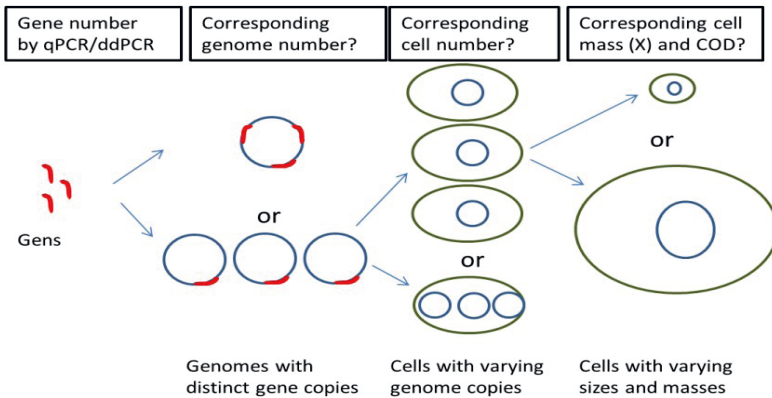 Gene number
by qPCR/ddPCR
Corresponding
genome number?
Corresponding
cell number?
Corresponding cell
mass (X) and COD?
Gens
or
or
or
Genomes with
distinct gene copies
Cells with varying
genome copies
Cells with varying
sizes and masses